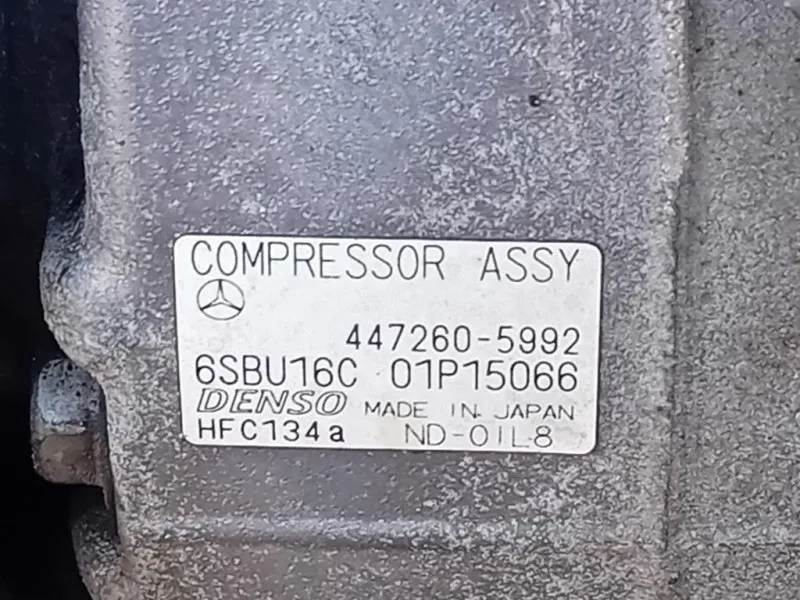 COMPRESSOR ASSY
447260-5992
6SBU16C 01P15066
DENSO MADE IN JAPAN
HFC134a ND-OIL8